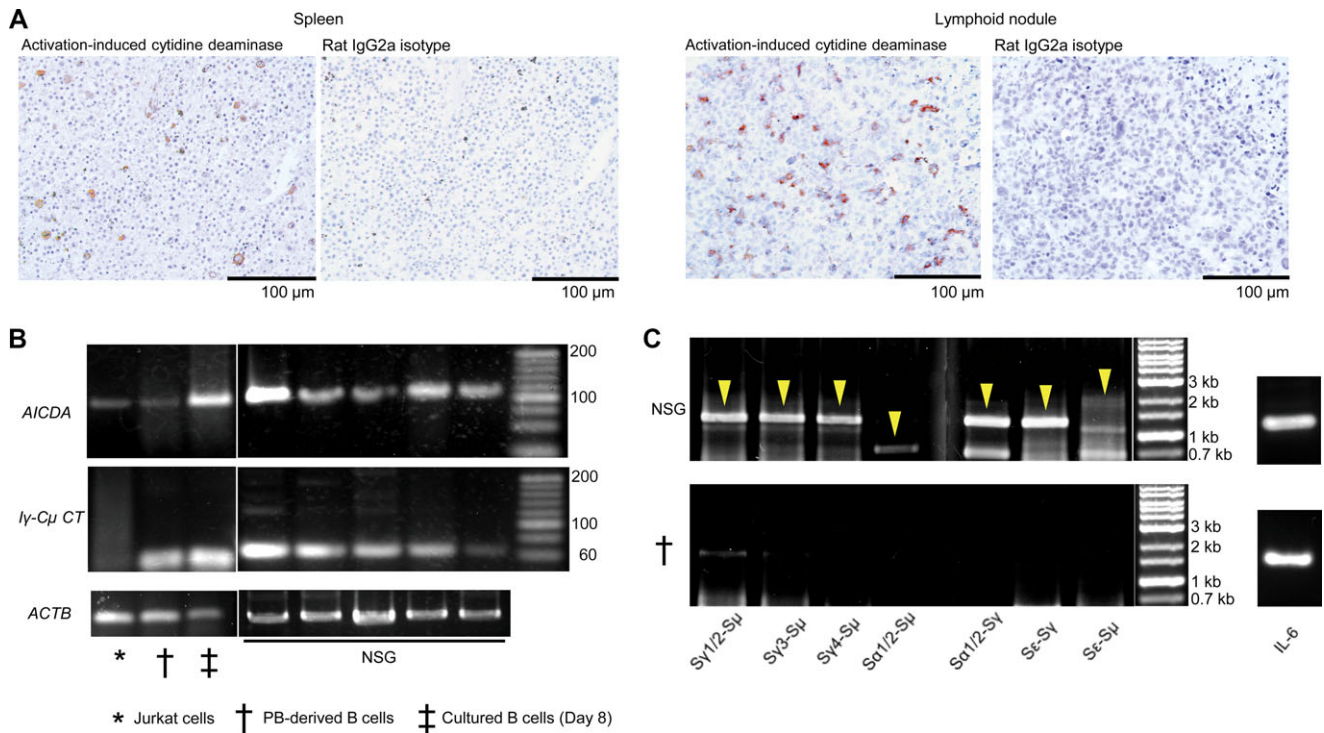 A
Spleen
Lymphoid nodule
Activation-induced cytidine deaminase
Rat IgG2a isotype
Activation-induced cytidine deaminase
Rat IgG2a isotype
100 µm
100 µm
100 µm
100 µm
B
AICDA
200
100
Iγ-Cµ CT
200
100
60
ACTB
* † ‡
NSG
* Jurkat cells † PB-derived B cells ‡ Cultured B cells (Day 8)
C
NSG
3 kb
2 kb
1 kb
0.7 kb
†
3 kb
2 kb
1 kb
0.7 kb
Sγ1/2-Sµ
Sγ3-Sµ
Sγ4-Sµ
Sα1/2-Sµ
Sα1/2-Sγ
Sε-Sγ
Sε-Sµ
IL-6